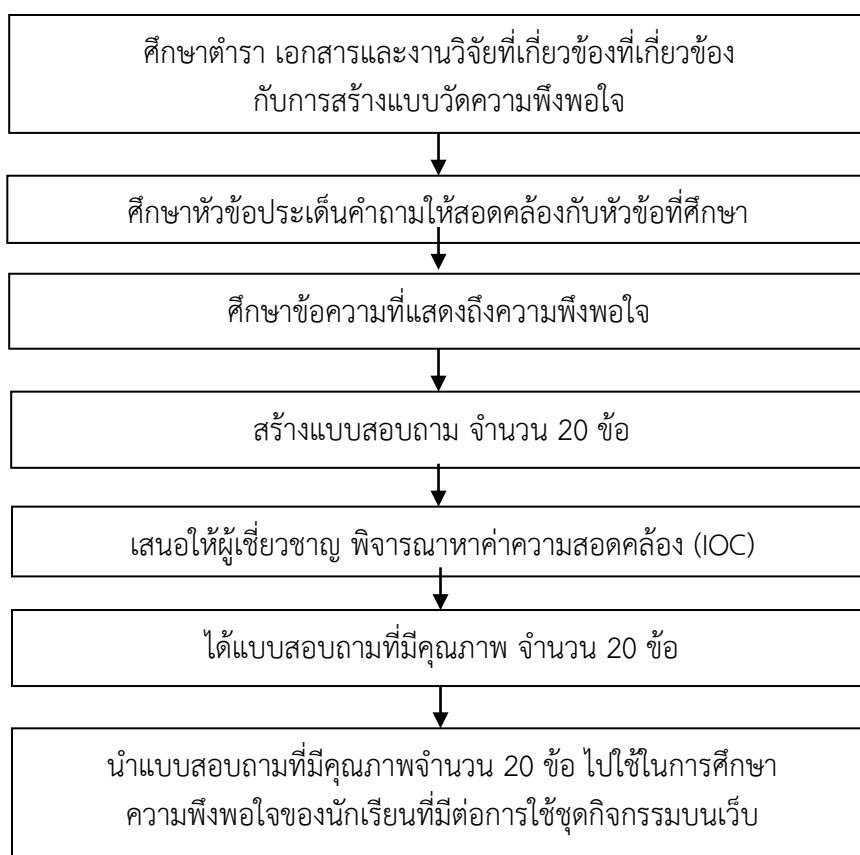 ศึกษาตำรา เอกสารและงานวิจัยที่เกี่ยวข้องที่เกี่ยวข้อง
กับการสร้างแบบวัดความพึงพอใจ
ศึกษาหัวข้อประเด็นคำถามให้สอดคล้องกับหัวข้อที่ศึกษา
ศึกษาข้อความที่แสดงถึงความพึงพอใจ
สร้างแบบสอบถาม จำนวน 20 ข้อ
เสนอให้ผู้เชี่ยวชาญ พิจารณาหาค่าความสอดคล้อง (IOC)
ได้แบบสอบถามที่มีคุณภาพ จำนวน 20 ข้อ
นำแบบสอบถามที่มีคุณภาพจำนวน 20 ข้อ ไปใช้ในการศึกษา
ความพึงพอใจของนักเรียนที่มีต่อการใช้ชุดกิจกรรมบนเว็บ